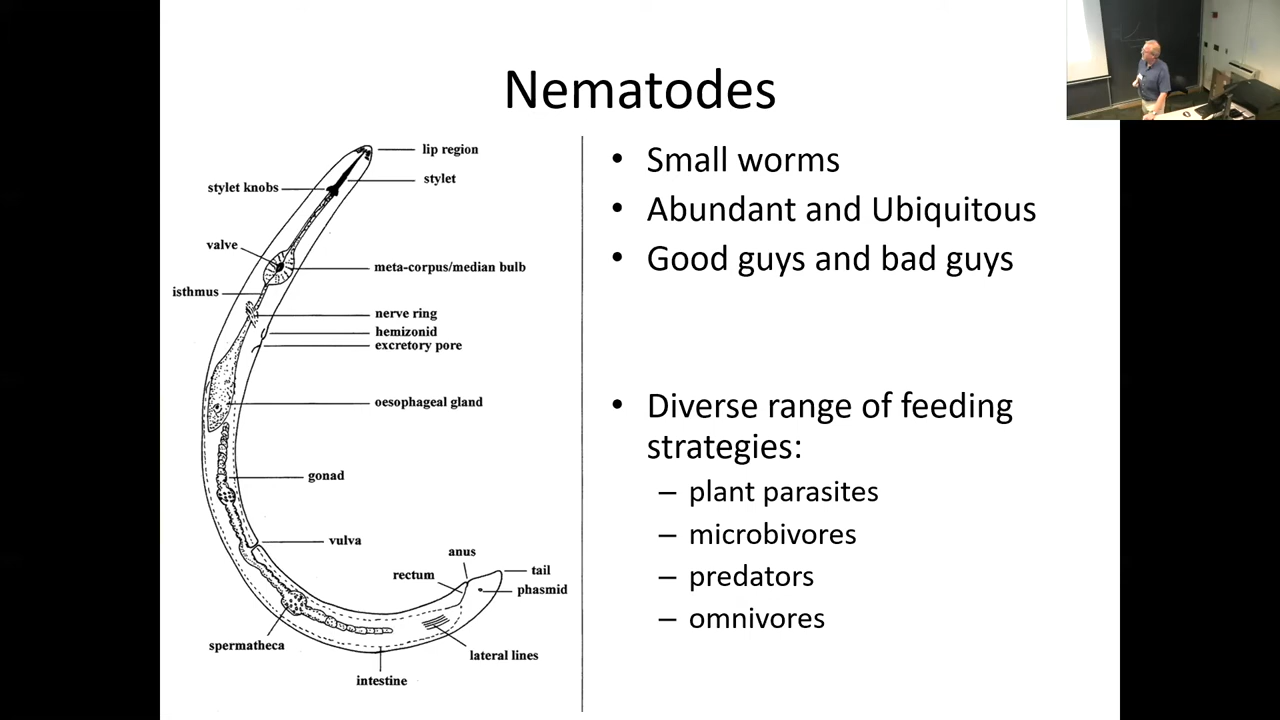 Nematodes
lip region
stylet
stylet knobs
valve
meta-corpus/median bulb
isthmus
nerve ring
hemizonid
excretory pore
oesophageal gland
gonad
vulva
anus
rectum
tail
phasmid
spermatheca
lateral lines
intestine
• Small worms
• Abundant and Ubiquitous
• Good guys and bad guys
• Diverse range of feeding
strategies:
– plant parasites
– microbivores
– predators
– omnivores